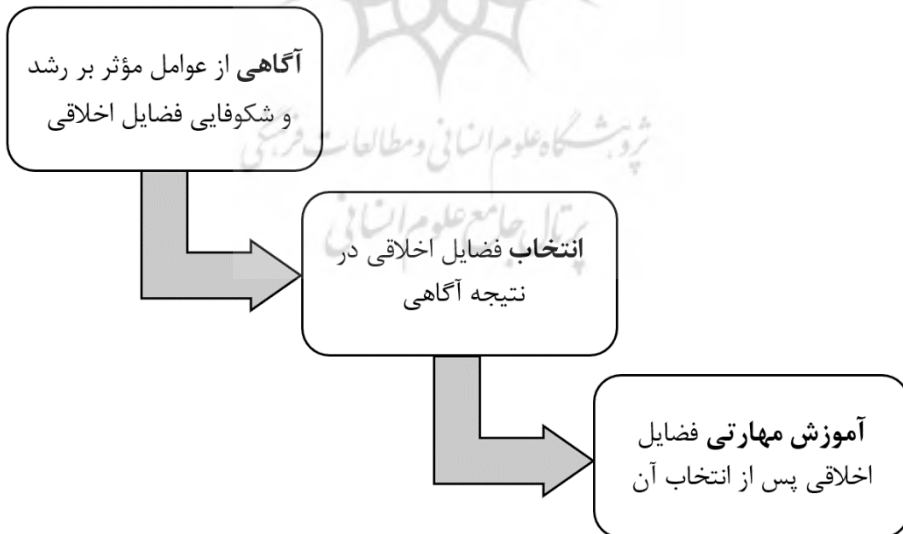 آگاهی از عوامل مؤثر بر رشد
و شکوفایی فضایل اخلاقی
پژوهشگاه علوم انسانی و مطالعات فرهنگی
پرتال جامع علوم انسانی
انتخاب فضایل اخلاقی در
نتیجه آگاهی
آموزش مهارتی فضایل
اخلاقی پس از انتخاب آن